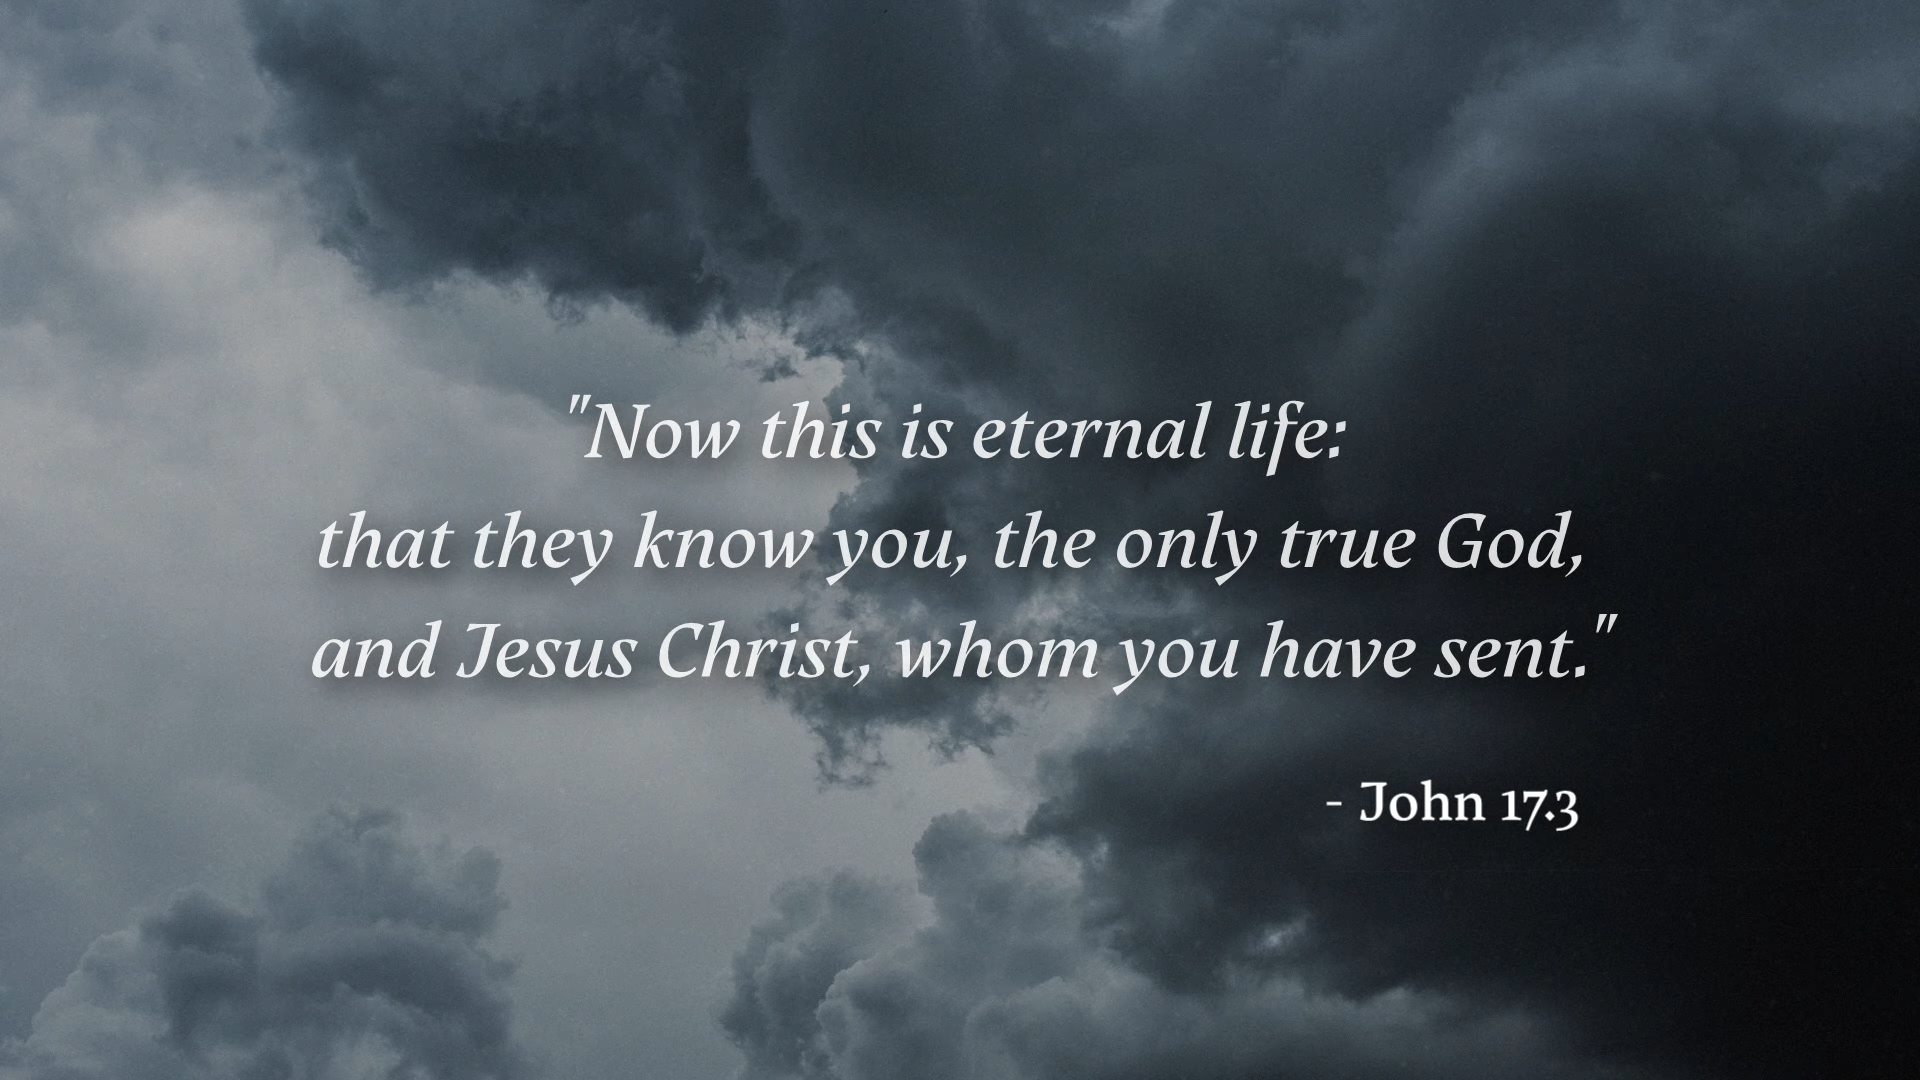 "Now this is eternal life:
that they know you, the only true God,
and Jesus Christ, whom you have sent."
- John 17.3